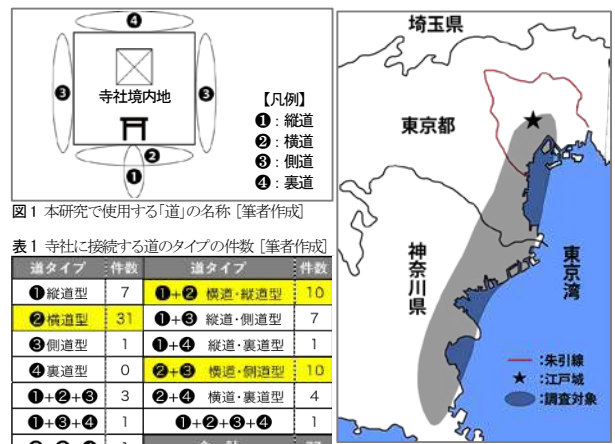 ❹
❸
寺社境内地
❸
❷
❶
【凡例】
❶：縦道
❷：横道
❸：側道
❹：裏道
図1 本研究で使用する「道」の名称 [筆者作成]
表1 寺社に接続する道のタイプの件数 [筆者作成]
道タイプ 件数 道タイプ 件数
❶縦道型 7 ❶+❷ 横道・縦道型 10
❷横道型 31 ❶+❸ 縦道・側道型 7
❸側道型 1 ❶+❹ 縦道・裏道型 1
❹裏道型 0 ❷+❸ 横道・側道型 10
❶+❷+❸ 3 ❷+❹ 横道・裏道型 4
❶+❸+❹ 1 ❶+❷+❸+❹ 1
埼玉県
東京都
神奈川県
東京湾
：朱引線
★：江戸城
：調査対象